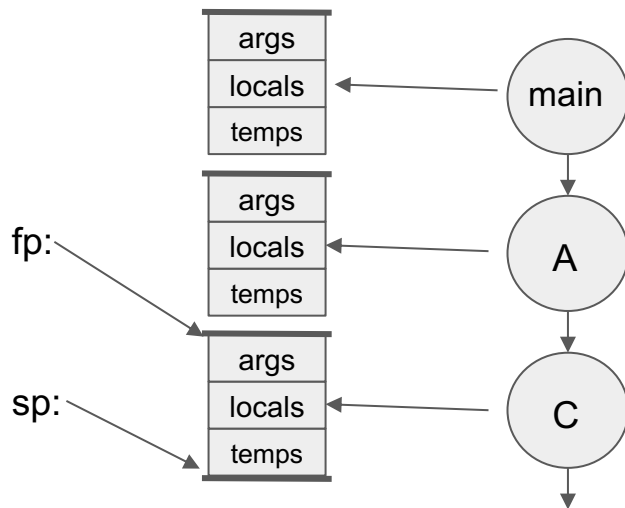 args
locals
temps
main
args
locals
temps
A
fp:
args
locals
temps
C
sp: